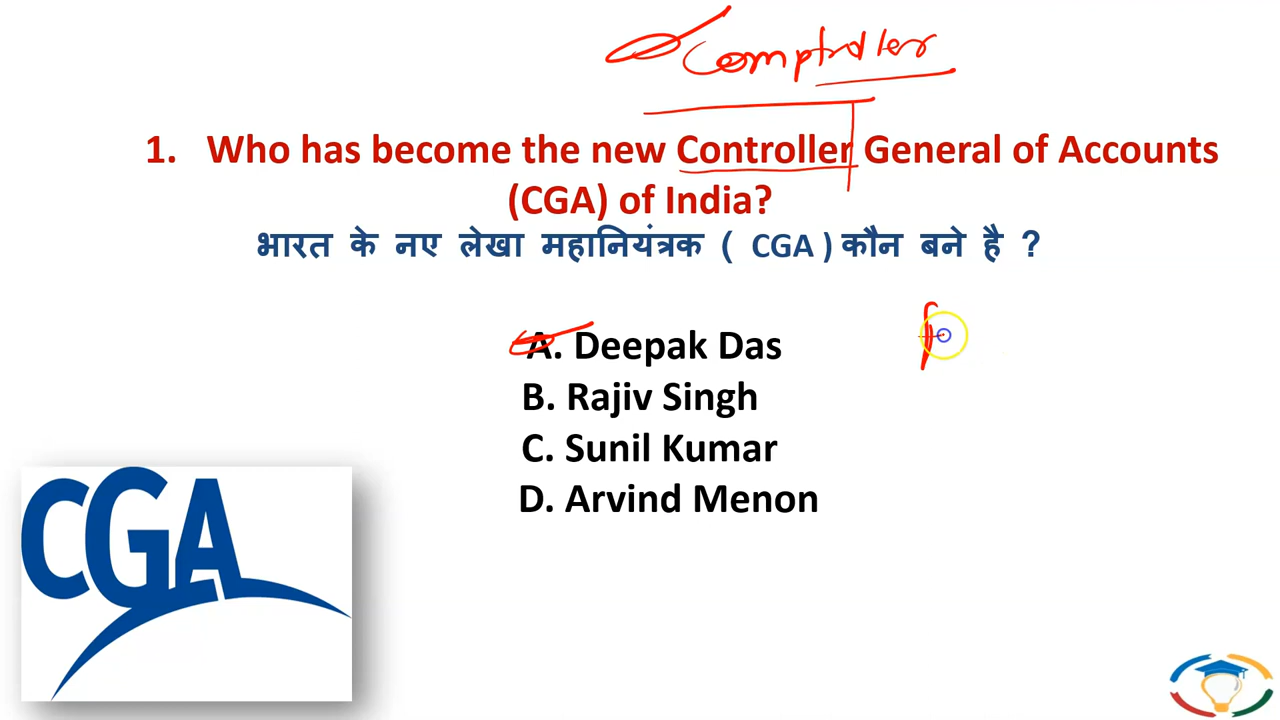 Comptroller
1. Who has become the new Controller General of Accounts
(CGA) of India?
भारत के नए लेखा महानियंत्रक ( CGA ) कौन बने है ?
A. Deepak Das
B. Rajiv Singh
C. Sunil Kumar
D. Arvind Menon
CGA